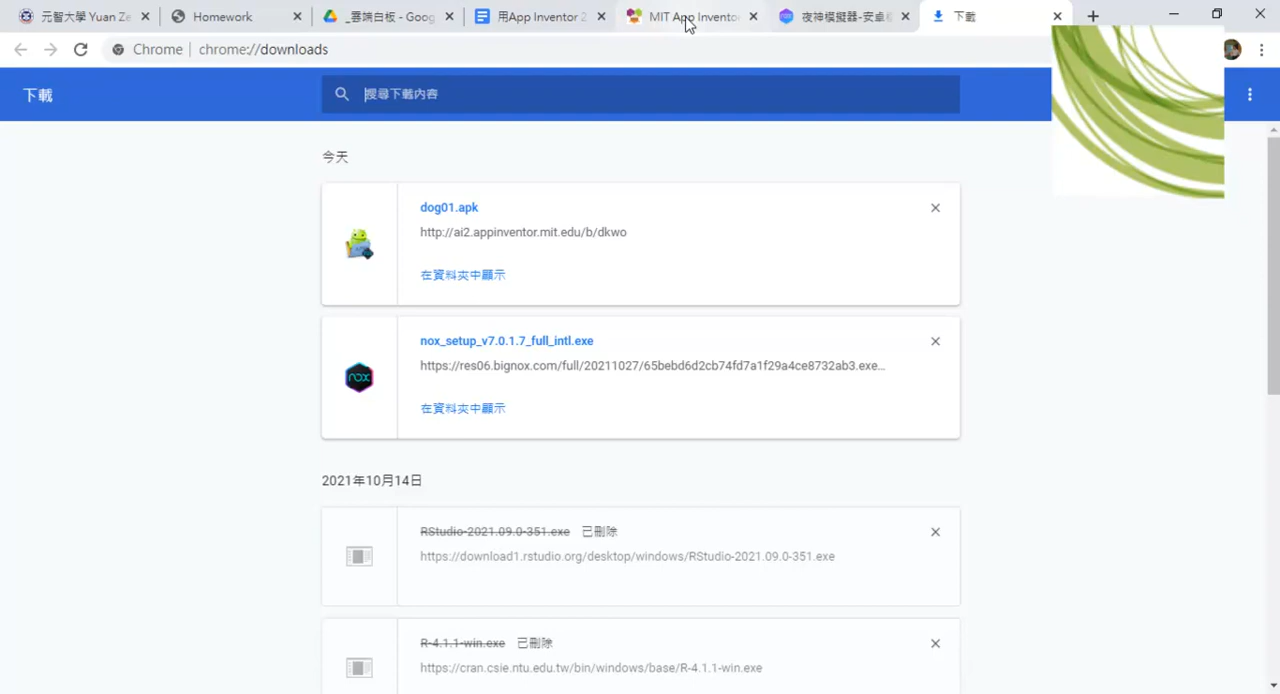 元智大學 Yuan Ze
Homework
_雲端白板 - Goog
用App Inventor 2
MIT App Inventor
夜神模擬器-安卓
下載
Chrome
chrome://downloads
下載
搜尋下載內容
今天
dog01.apk
http://ai2.appinventor.mit.edu/b/dkwo
在資料夾中顯示
nox
nox_setup_v7.0.1.7_full_intl.exe
https://res06.bignox.com/full/20211027/65bebd6d2cb74fd7a1f29a4ce8732ab3.exe…
在資料夾中顯示
2021年10月14日
RStudio-2021.09.0-351.exe 已刪除
https://download1.rstudio.org/desktop/windows/RStudio-2021.09.0-351.exe
R-4.1.1-win.exe 已刪除
https://cran.csie.ntu.edu.tw/bin/windows/base/R-4.1.1-win.exe